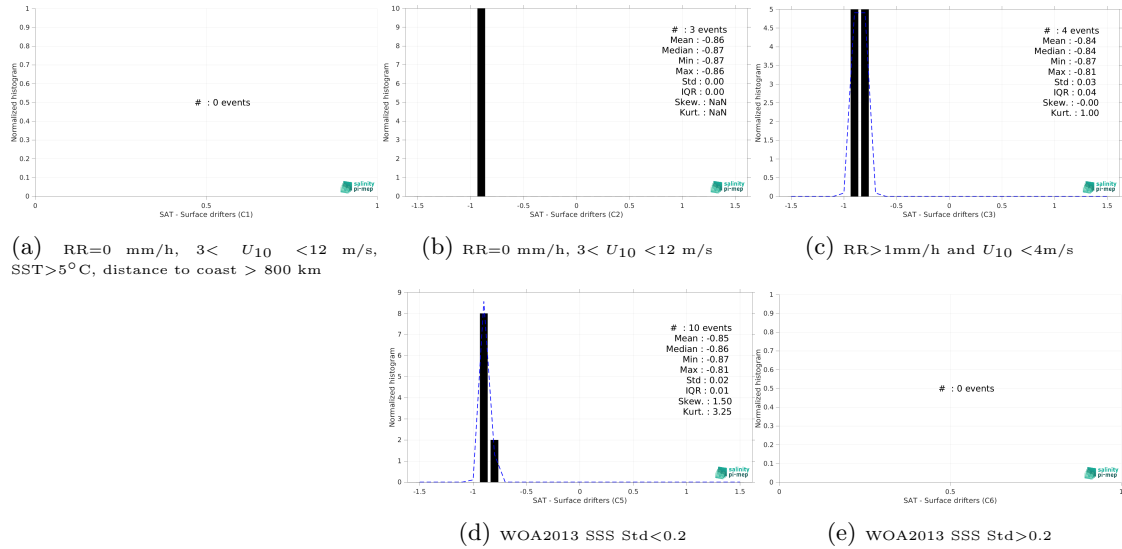 1
0.9
0.8
0.7
0.6
0.5
0.4
0.3
0.2
0.1
0
Normalized histogram
# : 0 events
salinity
pi-mep
0 0.5 1
SAT - Surface drifters (C1)
(a) RR=0 mm/h, 3< U10 <12 m/s,
SST>5°C, distance to coast > 800 km
10
9
8
7
6
5
4
3
2
1
0
Normalized histogram
# : 3 events
Mean : -0.86
Median : -0.87
Min : -0.87
Max : -0.86
Std : 0.00
IQR : 0.00
Skew. : NaN
Kurt. : NaN
salinity
pi-mep
-1.5 -1 -0.5 0 0.5 1 1.5
SAT - Surface drifters (C2)
(b) RR=0 mm/h, 3< U10 <12 m/s
5
4.5
4
3.5
3
2.5
2
1.5
1
0.5
0
Normalized histogram
# : 4 events
Mean : -0.84
Median : -0.84
Min : -0.87
Max : -0.81
Std : 0.03
IQR : 0.04
Skew. : -0.00
Kurt. : 1.00
salinity
pi-mep
-1.5 -1 -0.5 0 0.5 1 1.5
SAT - Surface drifters (C3)
(c) RR>1mm/h and U10 <4m/s
9
8
7
6
5
4
3
2
1
0
Normalized histogram
# : 10 events
Mean : -0.85
Median : -0.86
Min : -0.87
Max : -0.81
Std : 0.02
IQR : 0.01
Skew. : 1.50
Kurt. : 3.25
salinity
pi-mep
-1.5 -1 -0.5 0 0.5 1 1.5
SAT - Surface drifters (C5)
(d) WOA2013 SSS Std<0.2
1
0.9
0.8
0.7
0.6
0.5
0.4
0.3
0.2
0.1
0
Normalized histogram
# : 0 events
salinity
pi-mep
0 0.5 1
SAT - Surface drifters (C6)
(e) WOA2013 SSS Std>0.2